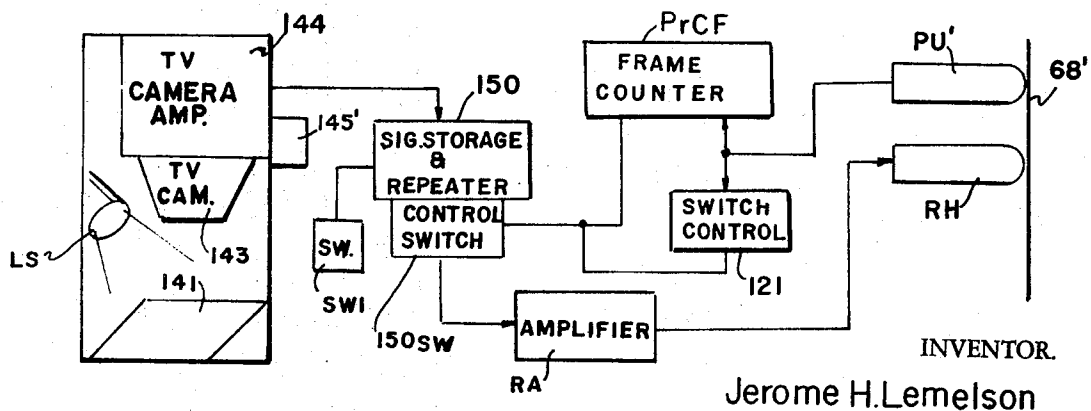 144
TV
CAMERA
AMP.
145'
TV
CAM.
143
LS
141
150
SIG. STORAGE
&
REPEATER
CONTROL
SWITCH
SW.
SW1
150SW
PrCF
FRAME
COUNTER
SWITCH
CONTROL
121
AMPLIFIER
RA
PU'
68'
RH
INVENTOR.
Jerome H. Lemelson